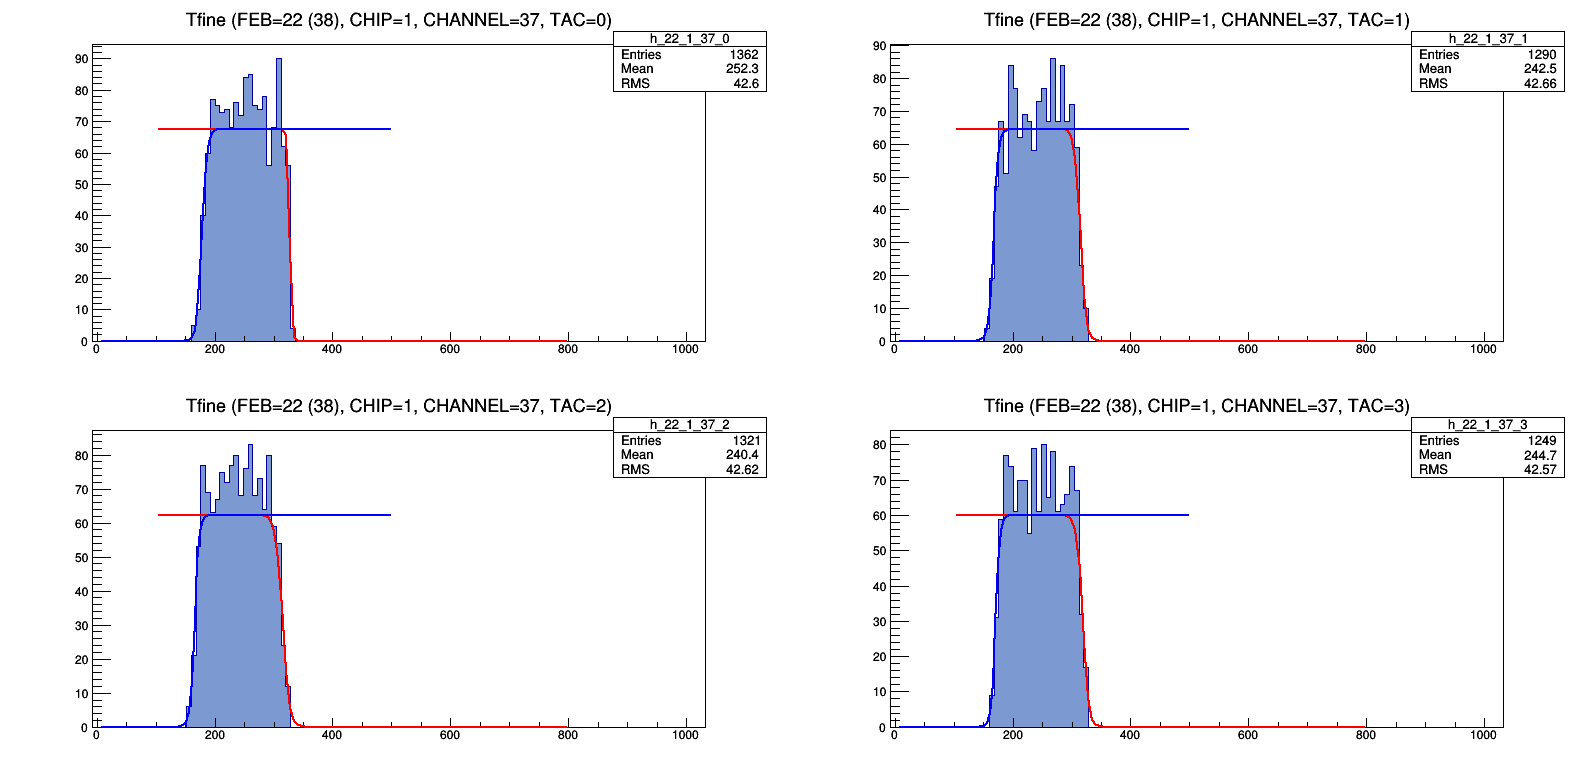 Tfine (FEB=22 (38), CHIP=1, CHANNEL=37, TAC=0)
h_22_1_37_0
Entries 1362
Mean 252.3
RMS 42.6
90
80
70
60
50
40
30
20
10
0
0 200 400 600 800 1000
Tfine (FEB=22 (38), CHIP=1, CHANNEL=37, TAC=1)
h_22_1_37_1
Entries 1290
Mean 242.5
RMS 42.66
90
80
70
60
50
40
30
20
10
0
0 200 400 600 800 1000
Tfine (FEB=22 (38), CHIP=1, CHANNEL=37, TAC=2)
h_22_1_37_2
Entries 1321
Mean 240.4
RMS 42.62
80
70
60
50
40
30
20
10
0
0 200 400 600 800 1000
Tfine (FEB=22 (38), CHIP=1, CHANNEL=37, TAC=3)
h_22_1_37_3
Entries 1249
Mean 244.7
RMS 42.57
80
70
60
50
40
30
20
10
0
0 200 400 600 800 1000